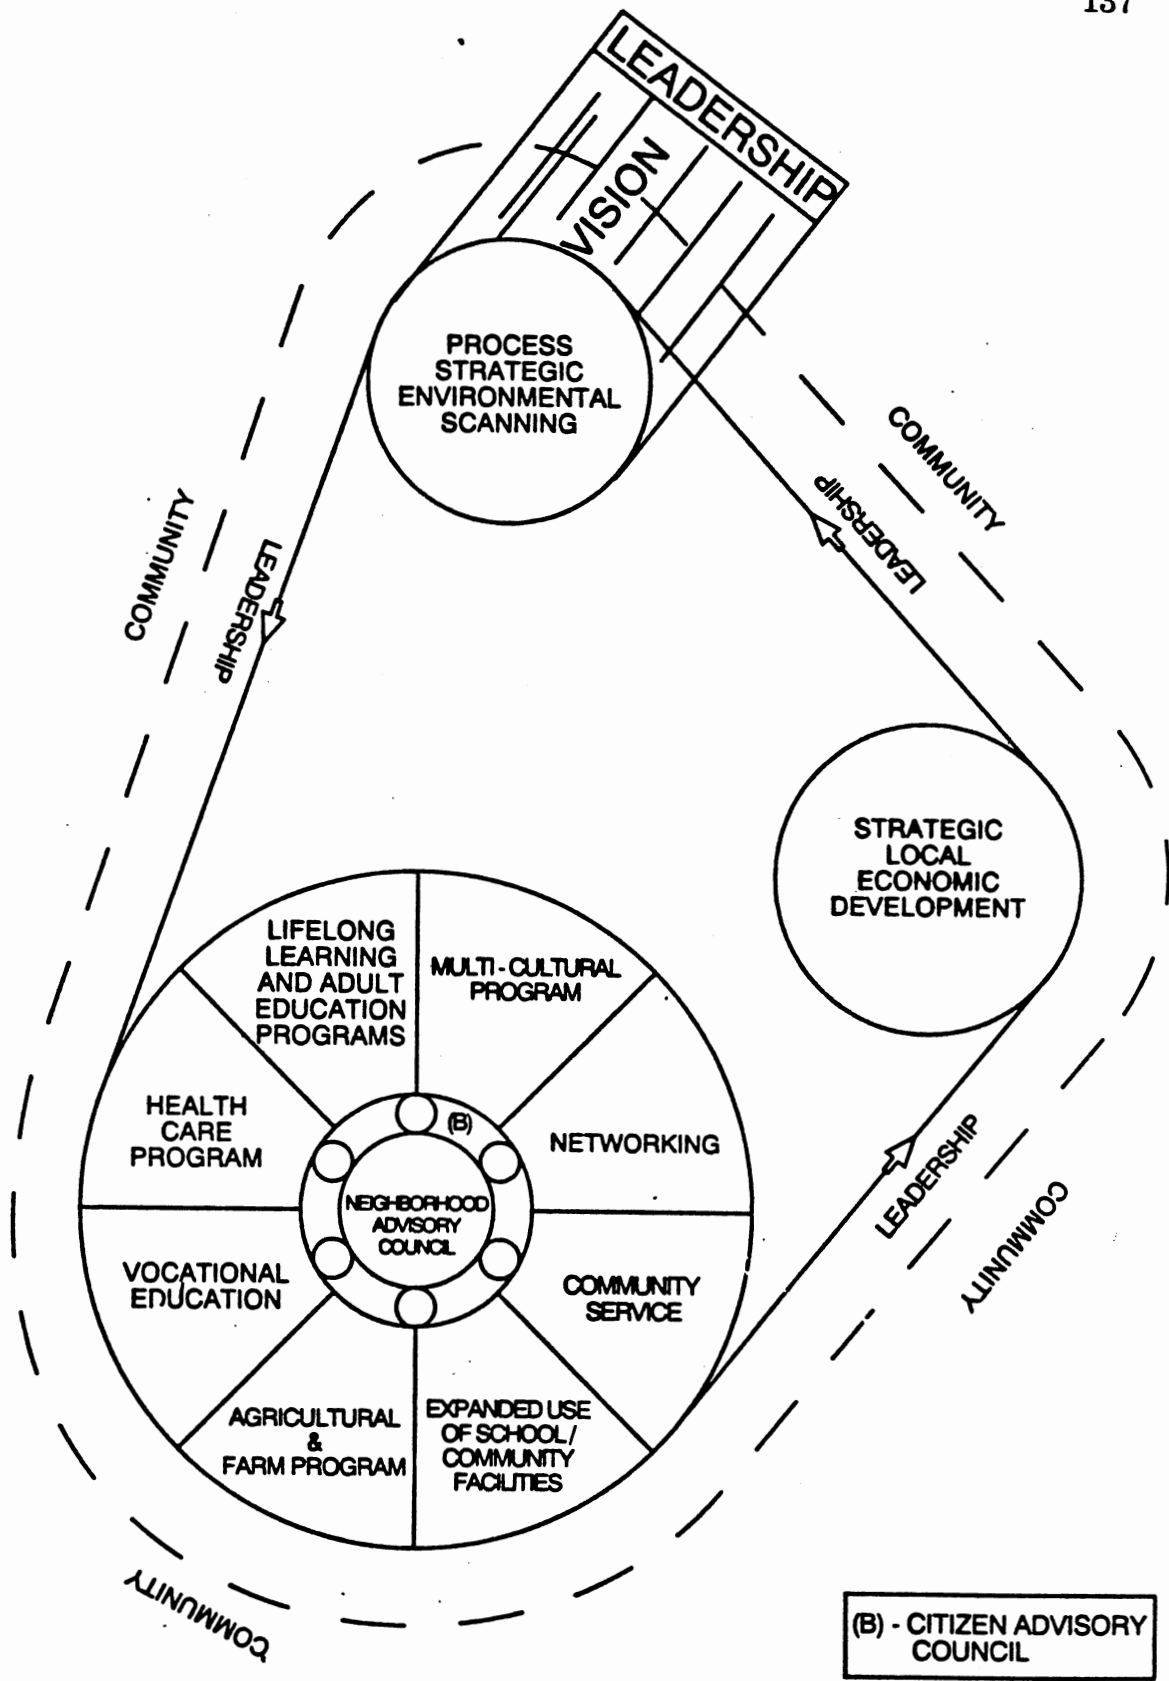 137
LEADERSHIP
VISION
PROCESS
STRATEGIC
ENVIRONMENTAL
SCANNING
COMMUNITY
LEADERSHIP
COMMUNITY
LEADERSHIP
STRATEGIC
LOCAL
ECONOMIC
DEVELOPMENT
LIFELONG
LEARNING
AND ADULT
EDUCATION
PROGRAMS
MULTI-CULTURAL
PROGRAM
HEALTH
CARE
PROGRAM
(B)
NETWORKING
NEIGHBORHOOD
ADVISORY
COUNCIL
VOCATIONAL
EDUCATION
COMMUNITY
SERVICE
AGRICULTURAL
&
FARM PROGRAM
EXPANDED USE
OF SCHOOL/
COMMUNITY
FACILITIES
LEADERSHIP
COMMUNITY
COMMUNITY
(B) - CITIZEN ADVISORY
COUNCIL